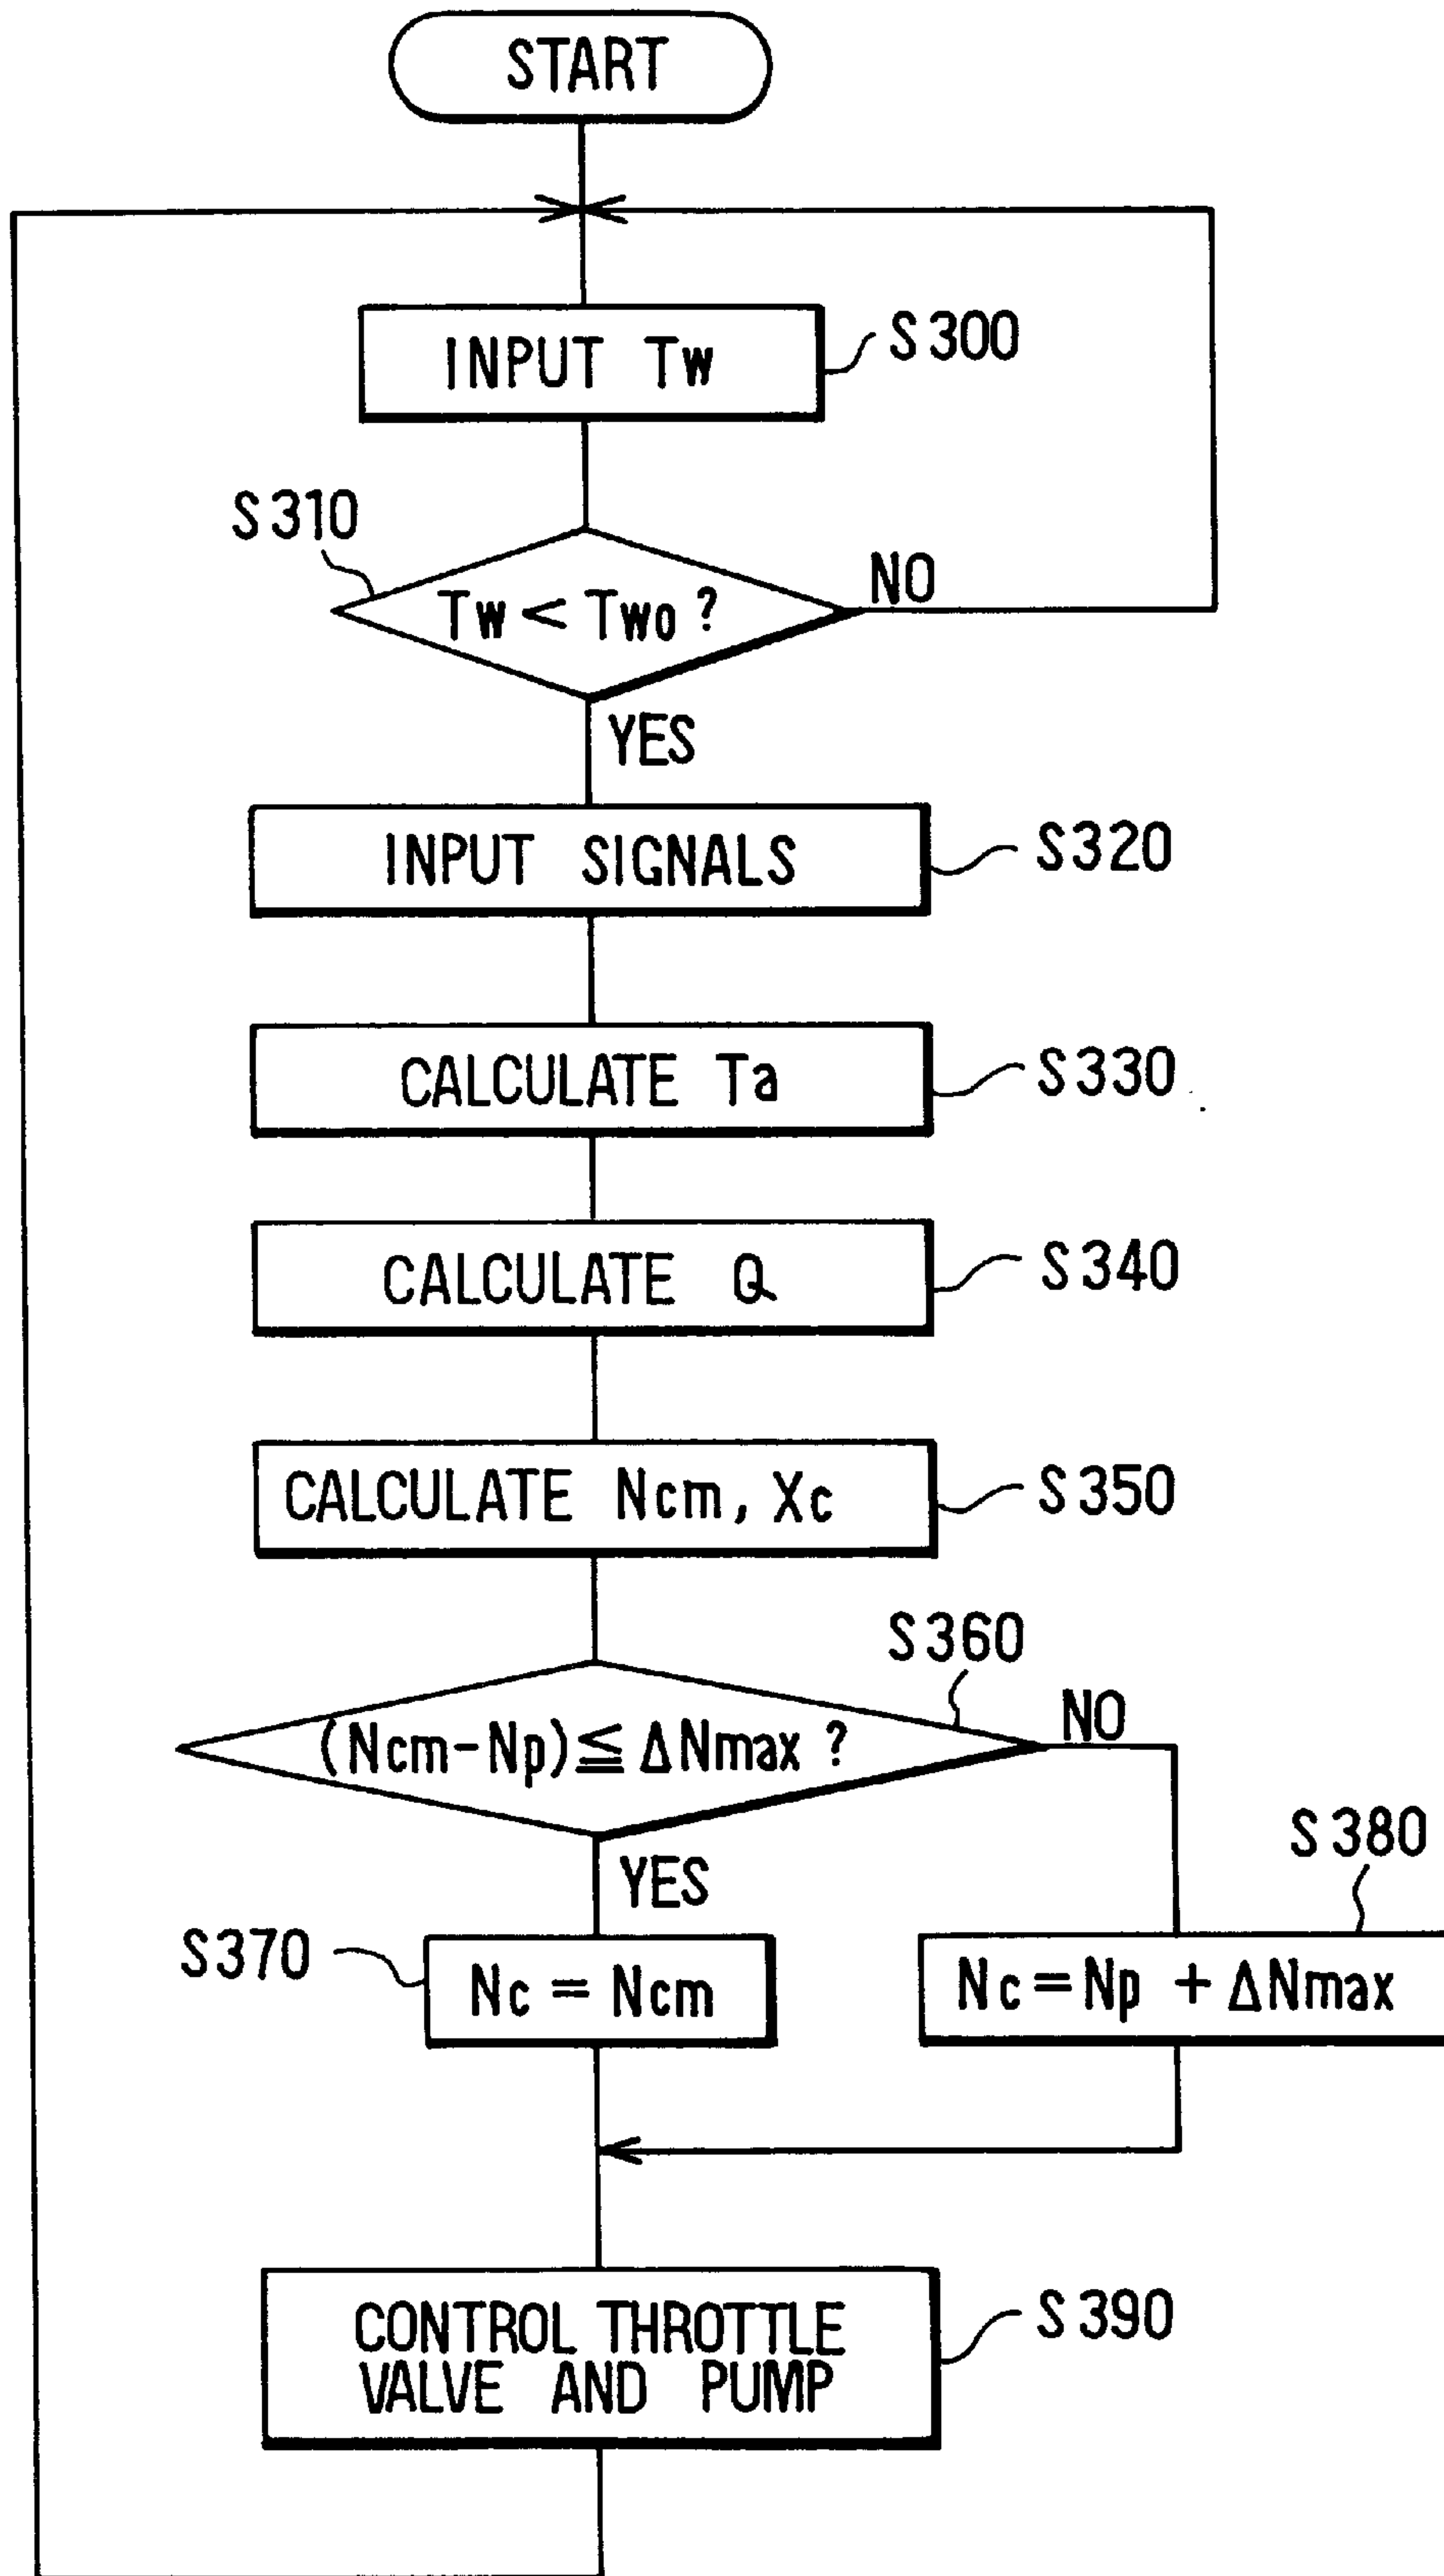 START
INPUT Tw
S300
S310
Tw < Two ?
NO
YES
INPUT SIGNALS
S320
CALCULATE Ta
S330
CALCULATE Q
S340
CALCULATE Ncm, Xc
S350
S360
(Ncm-Np) ≦ ΔNmax ?
NO
YES
S370
Nc = Ncm
S380
Nc = Np + ΔNmax
CONTROL THROTTLE
VALVE AND PUMP
S390